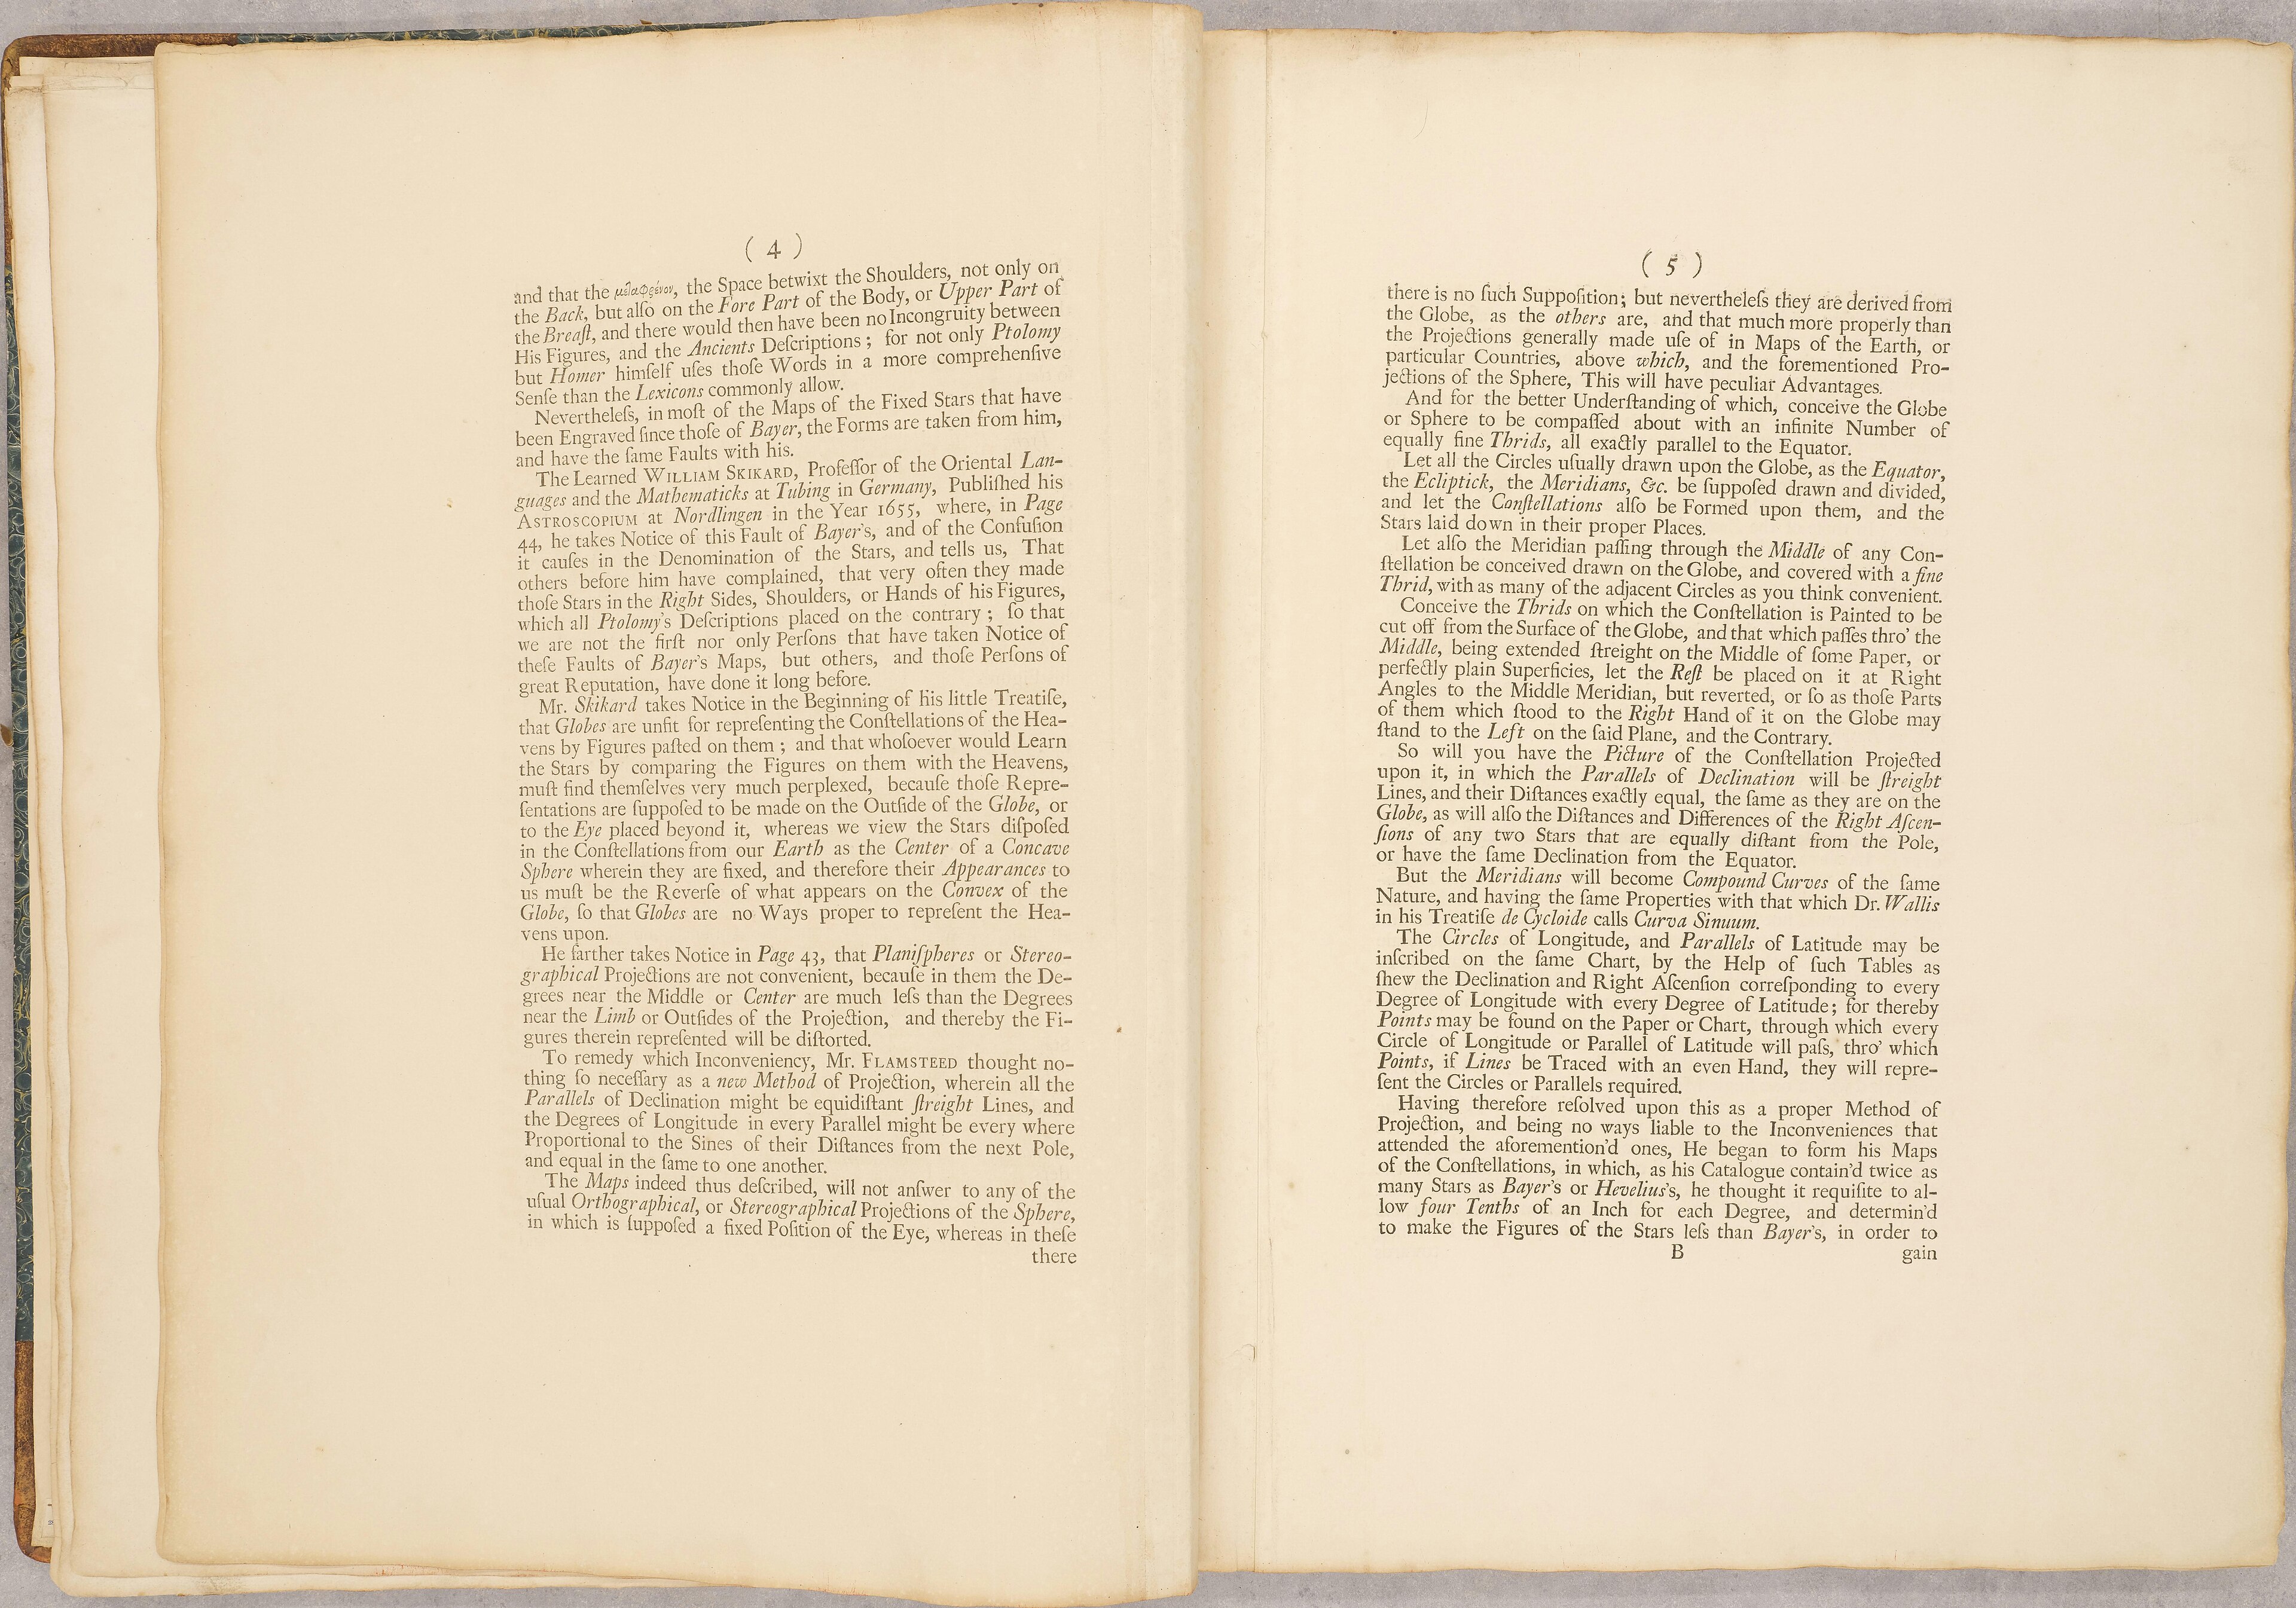 ( 4 )
and that the μεταφρένον, the Space betwixt the Shoulders, not only on
the Back, but alſo on the Fore Part of the Body, or Upper Part of
the Breaſt, and there would then have been no Incongruity between
His Figures, and the Ancients Deſcriptions; for not only Ptolomy
but Homer himſelf uſes thoſe Words in a more comprehenſive
Senſe than the Lexicons commonly allow.
Nevertheleſs, in moſt of the Maps of the Fixed Stars that have
been Engraved ſince thoſe of Bayer, the Forms are taken from him,
and have the ſame Faults with his.
The Learned WILLIAM SKIKARD, Profeſſor of the Oriental Lan-
guages and the Mathematicks at Tubing in Germany, Publiſhed his
ASTROSCOPIUM at Nordlingen in the Year 1655, where, in Page
44, he takes Notice of this Fault of Bayer's, and of the Confuſion
it cauſes in the Denomination of the Stars, and tells us, That
others before him have complained, that very often they made
thoſe Stars in the Right Sides, Shoulders, or Hands of his Figures,
which all Ptolomy's Deſcriptions placed on the contrary; ſo that
we are not the firſt nor only Perſons that have taken Notice of
theſe Faults of Bayer's Maps, but others, and thoſe Perſons of
great Reputation, have done it long before.
Mr. Skikard takes Notice in the Beginning of his little Treatiſe,
that Globes are unfit for repreſenting the Conſtellations of the Hea-
vens by Figures paſted on them; and that whoſoever would Learn
the Stars by comparing the Figures on them with the Heavens,
muſt find themſelves very much perplexed, becauſe thoſe Repre-
ſentations are ſuppoſed to be made on the Outſide of the Globe, or
to the Eye placed beyond it, whereas we view the Stars diſpoſed
in the Conſtellations from our Earth as the Center of a Concave
Sphere wherein they are fixed, and therefore their Appearances to
us muſt be the Reverſe of what appears on the Convex of the
Globe, ſo that Globes are no Ways proper to repreſent the Hea-
vens upon.
He farther takes Notice in Page 43, that Planiſpheres or Stereo-
graphical Projections are not convenient, becauſe in them the De-
grees near the Middle or Center are much leſs than the Degrees
near the Limb or Outſides of the Projection, and thereby the Fi-
gures therein repreſented will be diſtorted.
To remedy which Inconveniency, Mr. FLAMSTEED thought no-
thing ſo neceſſary as a new Method of Projection, wherein all the
Parallels of Declination might be equidiſtant ſtreight Lines, and
the Degrees of Longitude in every Parallel might be every where
Proportional to the Sines of their Diſtances from the next Pole,
and equal in the ſame to one another.
The Maps indeed thus deſcribed, will not anſwer to any of the
uſual Orthographical, or Stereographical Projections of the Sphere,
in which is ſuppoſed a fixed Poſition of the Eye, whereas in theſe
there
( 5 )
there is no ſuch Suppoſition; but nevertheleſs they are derived from
the Globe, as the others are, and that much more properly than
the Projections generally made uſe of in Maps of the Earth, or
particular Countries, above which, and the forementioned Pro-
jections of the Sphere, This will have peculiar Advantages.
And for the better Underſtanding of which, conceive the Globe
or Sphere to be compaſſed about with an infinite Number of
equally fine Thrids, all exactly parallel to the Equator.
Let all the Circles uſually drawn upon the Globe, as the Equator,
the Ecliptick, the Meridians, &c. be ſuppoſed drawn and divided,
and let the Conſtellations alſo be Formed upon them, and the
Stars laid down in their proper Places.
Let alſo the Meridian paſſing through the Middle of any Con-
ſtellation be conceived drawn on the Globe, and covered with a fine
Thrid, with as many of the adjacent Circles as you think convenient.
Conceive the Thrids on which the Conſtellation is Painted to be
cut off from the Surface of the Globe, and that which paſſes thro' the
Middle, being extended ſtreight on the Middle of ſome Paper, or
perfectly plain Superficies, let the Reſt be placed on it at Right
Angles to the Middle Meridian, but reverted, or ſo as thoſe Parts
of them which ſtood to the Right Hand of it on the Globe may
ſtand to the Left on the ſaid Plane, and the Contrary.
So will you have the Picture of the Conſtellation Projected
upon it, in which the Parallels of Declination will be ſtreight
Lines, and their Diſtances exactly equal, the ſame as they are on the
Globe, as will alſo the Diſtances and Differences of the Right Aſcen-
ſions of any two Stars that are equally diſtant from the Pole,
or have the ſame Declination from the Equator.
But the Meridians will become Compound Curves of the ſame
Nature, and having the ſame Properties with that which Dr. Wallis
in his Treatiſe de Cycloide calls Curva Sinuum.
The Circles of Longitude, and Parallels of Latitude may be
inſcribed on the ſame Chart, by the Help of ſuch Tables as
ſhew the Declination and Right Aſcenſion correſponding to every
Degree of Longitude with every Degree of Latitude; for thereby
Points may be found on the Paper or Chart, through which every
Circle of Longitude or Parallel of Latitude will paſs, thro' which
Points, if Lines be Traced with an even Hand, they will repre-
ſent the Circles or Parallels required.
Having therefore reſolved upon this as a proper Method of
Projection, and being no ways liable to the Inconveniences that
attended the aforemention'd ones, He began to form his Maps
of the Conſtellations, in which, as his Catalogue contain'd twice as
many Stars as Bayer's or Hevelius's, he thought it requiſite to al-
low four Tenths of an Inch for each Degree, and determin'd
to make the Figures of the Stars leſs than Bayer's, in order to
B gain